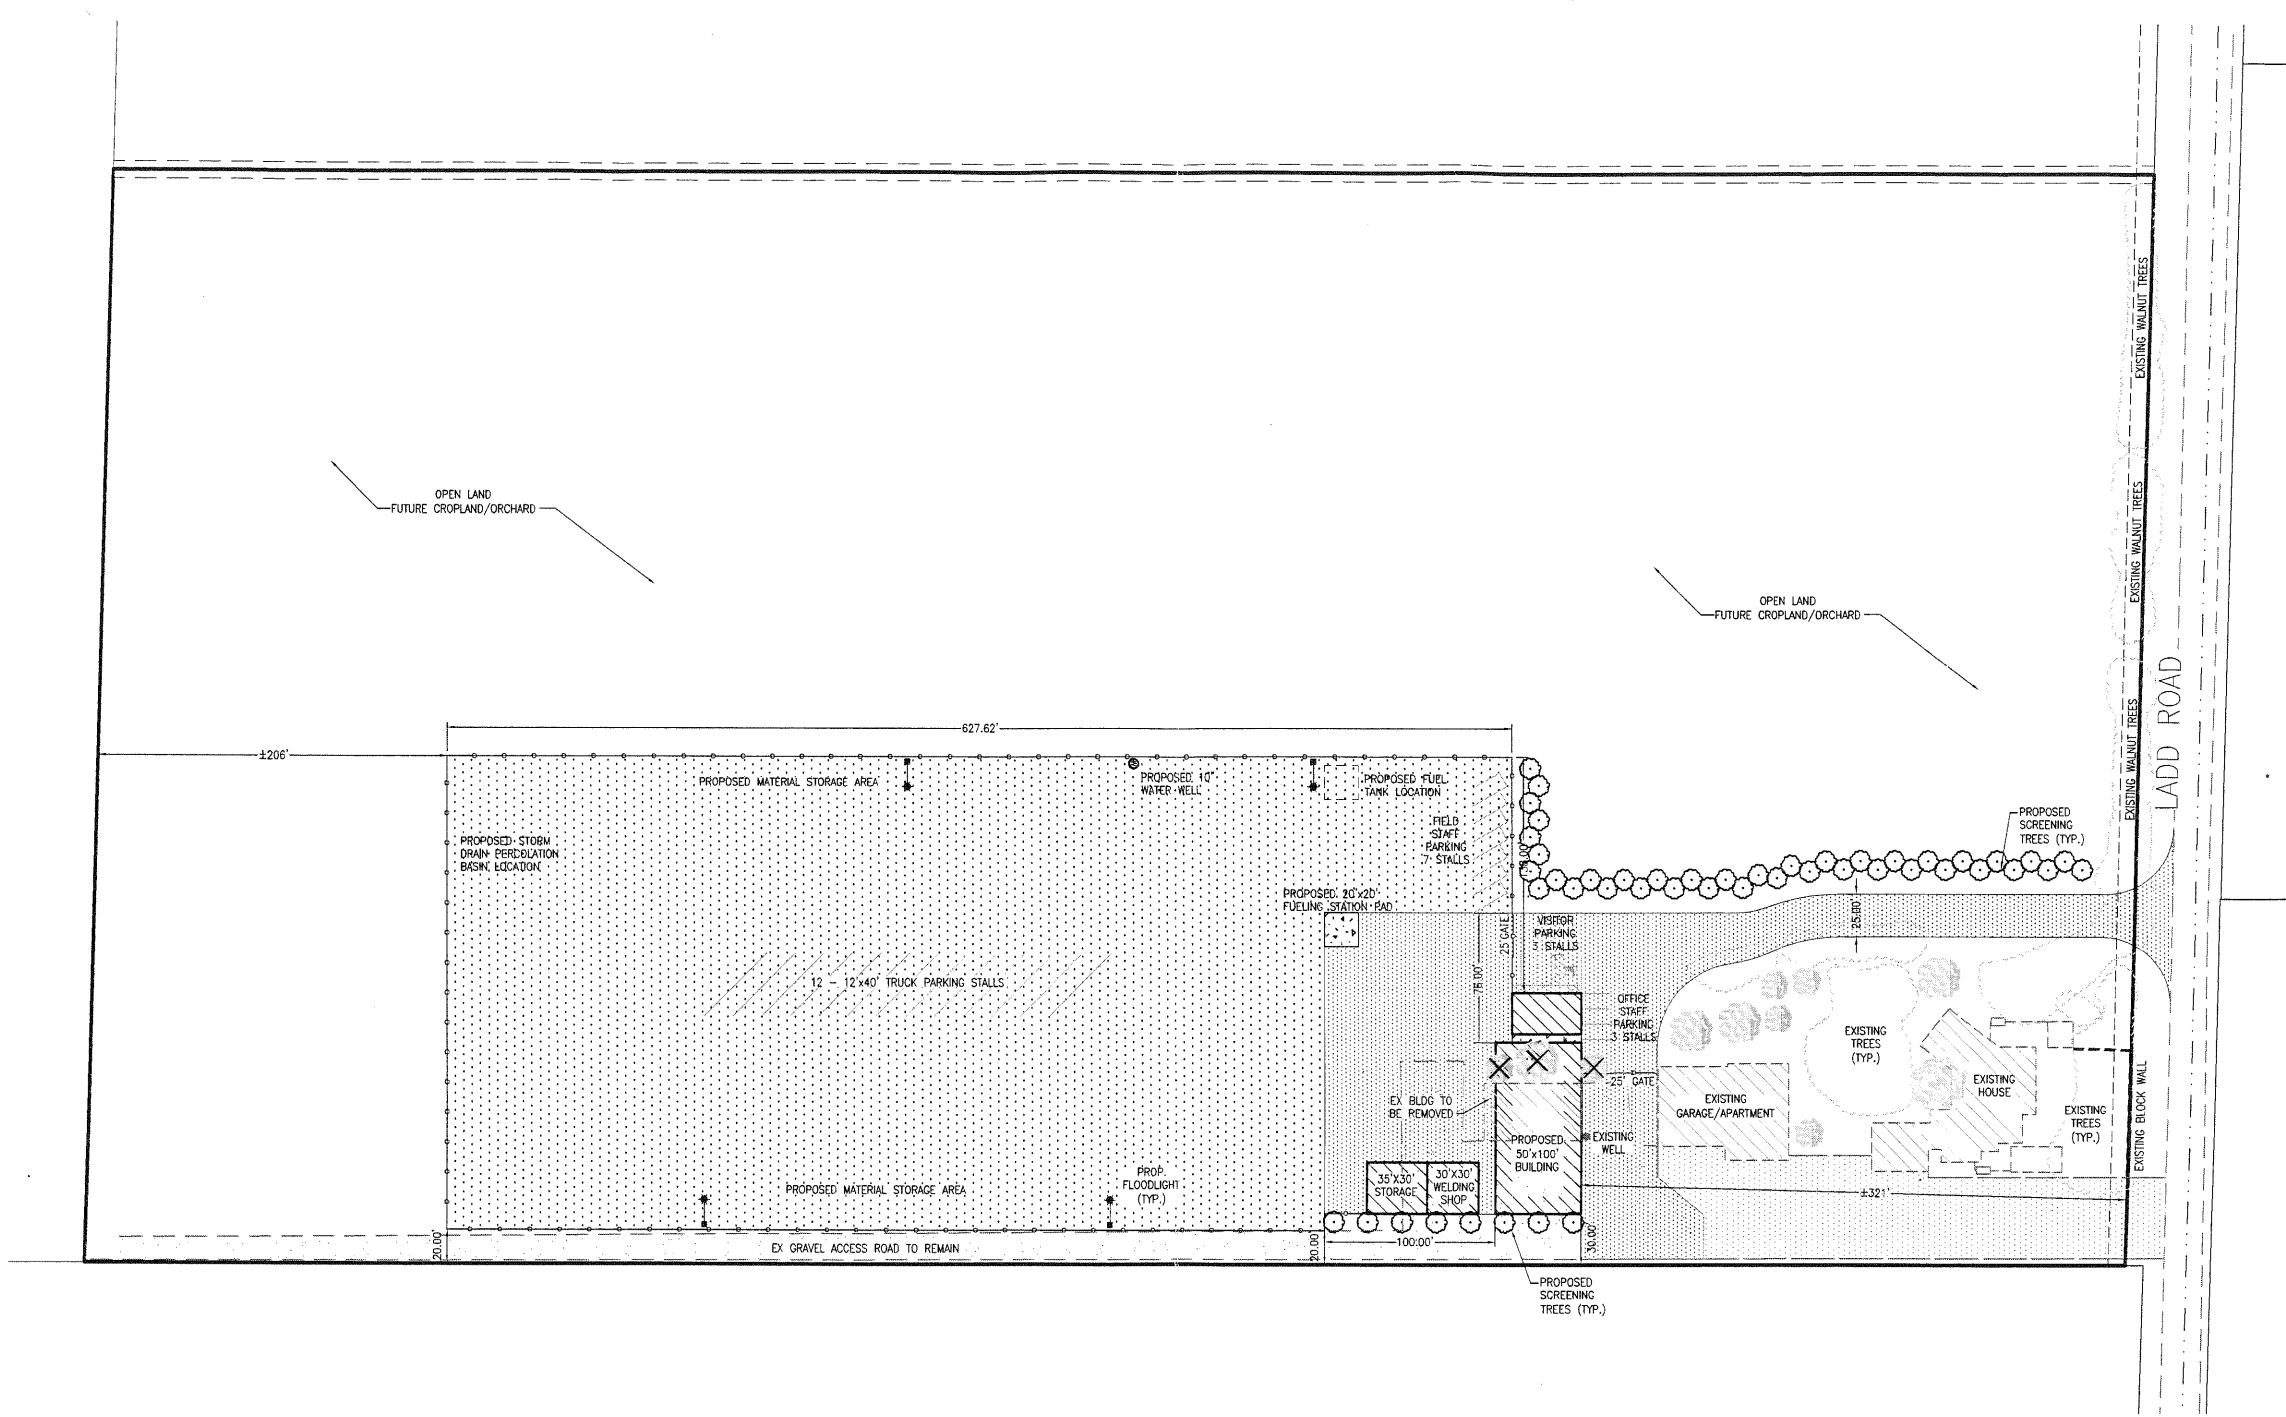 EXISTING WALNUT TREES
OPEN LAND
FUTURE CROPLAND/ORCHARD
EXISTING WALNUT TREES
OPEN LAND
FUTURE CROPLAND/ORCHARD
LADD ROAD
EXISTING WALNUT TREES
627.62'
±206'
PROPOSED MATERIAL STORAGE AREA
PROPOSED 10"
WATER WELL
PROPOSED FUEL
TANK LOCATION
FIELD
STAFF
PARKING
7 STALLS
PROPOSED
SCREENING
TREES (TYP.)
PROPOSED STORM
DRAIN PERCOLATION
BASIN LOCATION
PROPOSED 20'x20'
FUELING STATION PAD
25' GATE
VISITOR
PARKING
3 STALLS
25.00'
12 - 12'x40' TRUCK PARKING STALLS
OFFICE
STAFF
PARKING
3 STALLS
EXISTING
TREES
(TYP.)
25' GATE
EX BLDG TO
BE REMOVED
EXISTING
GARAGE/APARTMENT
EXISTING
HOUSE
EXISTING
TREES
(TYP.)
EXISTING BLOCK WALL
PROPOSED
50'x100'
BUILDING
EXISTING
WELL
PROP.
FLOODLIGHT
(TYP.)
PROPOSED MATERIAL STORAGE AREA
35'X30'
STORAGE
30'X30'
WELDING
SHOP
±321'
20.00'
EX GRAVEL ACCESS ROAD TO REMAIN
20.00'
100.00'
30.00'
PROPOSED
SCREENING
TREES (TYP.)